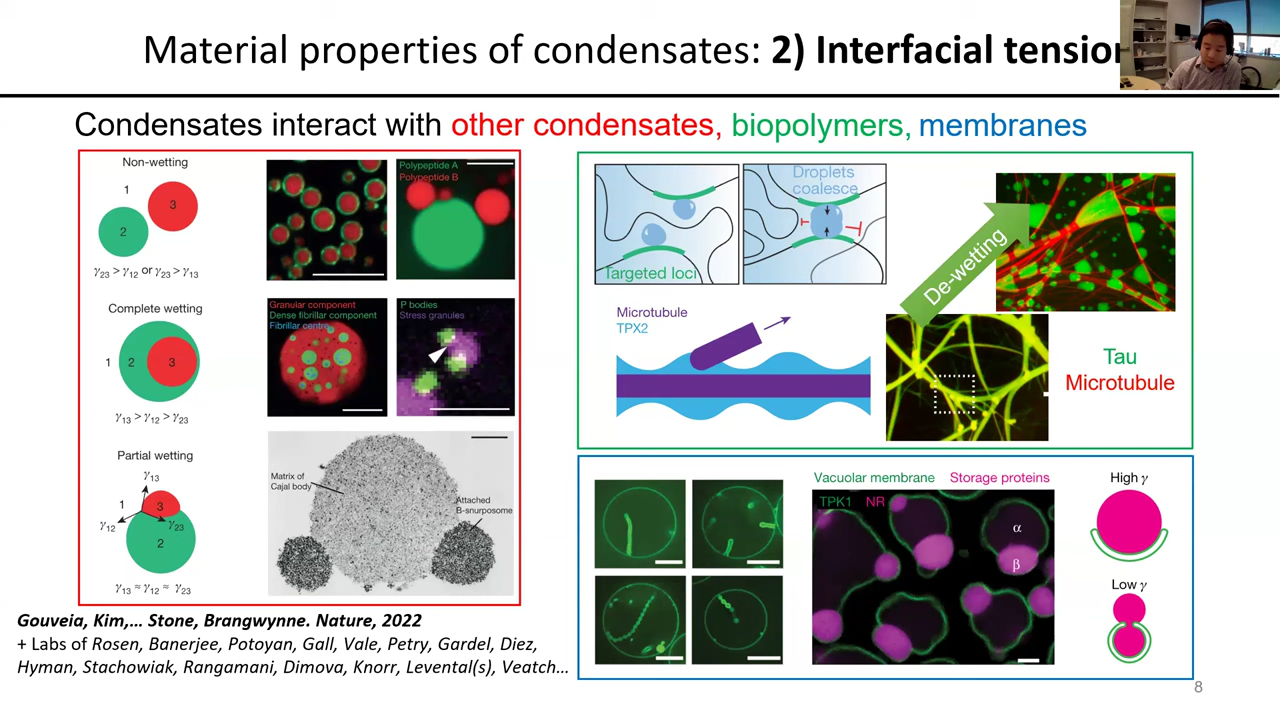 Material properties of condensates: 2) Interfacial tension
Condensates interact with other condensates, biopolymers, membranes
Non-wetting
1
3
2
γ23 > γ12 or γ23 > γ13
Polypeptide A
Polypeptide B
Complete wetting
1
2
3
γ13 > γ12 > γ23
Granular component
Dense fibrillar component
Fibrillar centre
P bodies
Stress granules
Partial wetting
γ13
1
3
γ12
γ23
2
γ13 ≈ γ12 ≈ γ23
Matrix of
Cajal body
Attached
B-snurposome
Targeted loci
Droplets
coalesce
Microtubule
TPX2
De-wetting
Tau
Microtubule
Vacuolar membrane
Storage proteins
TPK1
NR
α
β
High γ
Low γ
Gouveia, Kim,… Stone, Brangwynne. Nature, 2022
+ Labs of Rosen, Banerjee, Potoyan, Gall, Vale, Petry, Gardel, Diez,
Hyman, Stachowiak, Rangamani, Dimova, Knorr, Levental(s), Veatch…
8